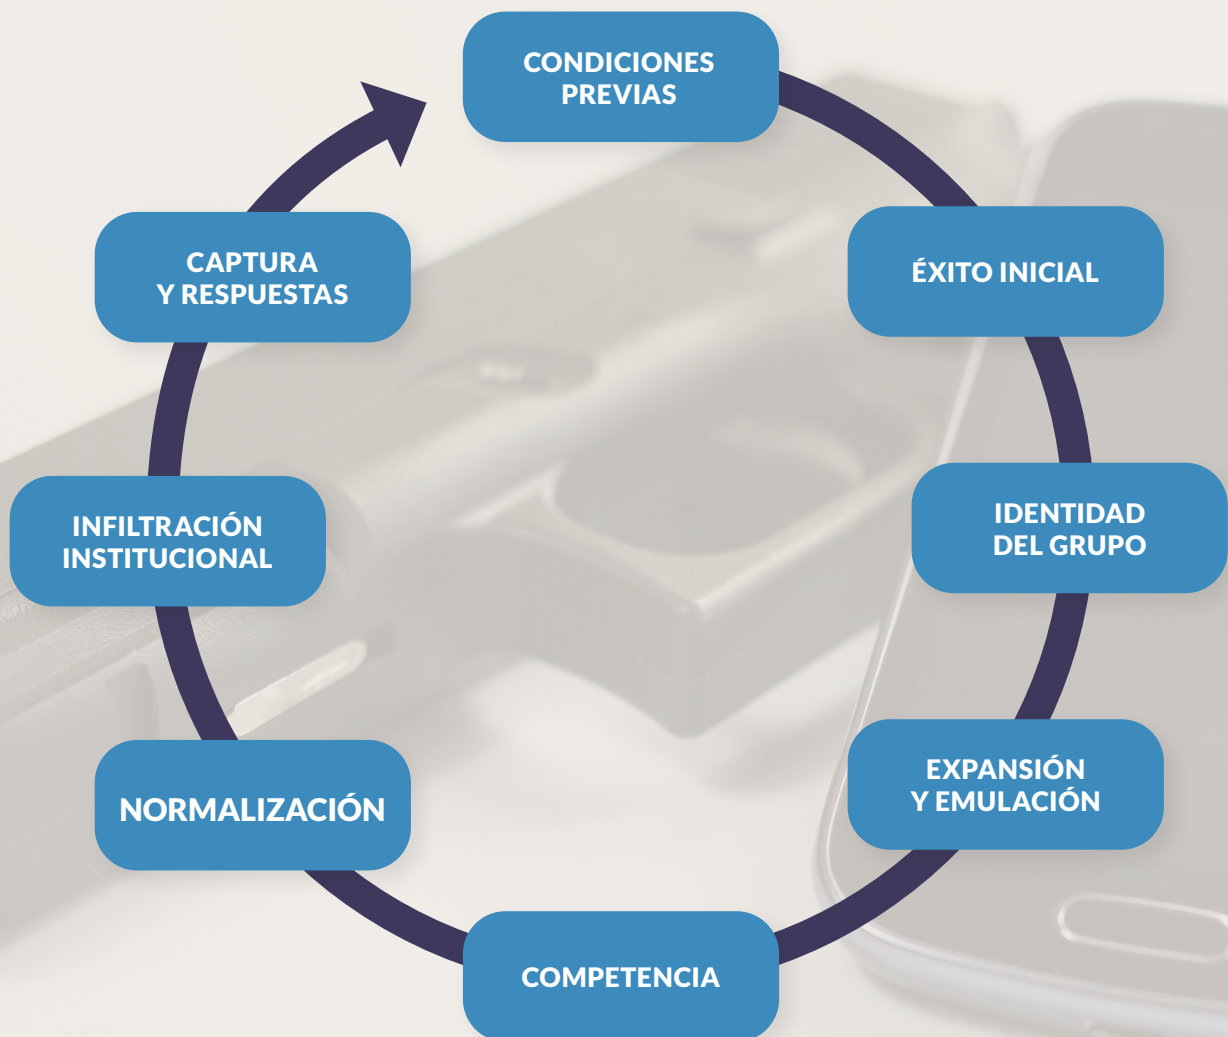 CONDICIONES
PREVIAS
ÉXITO INICIAL
IDENTIDAD
DEL GRUPO
EXPANSIÓN
Y EMULACIÓN
COMPETENCIA
NORMALIZACIÓN
INFILTRACIÓN
INSTITUCIONAL
CAPTURA
Y RESPUESTAS